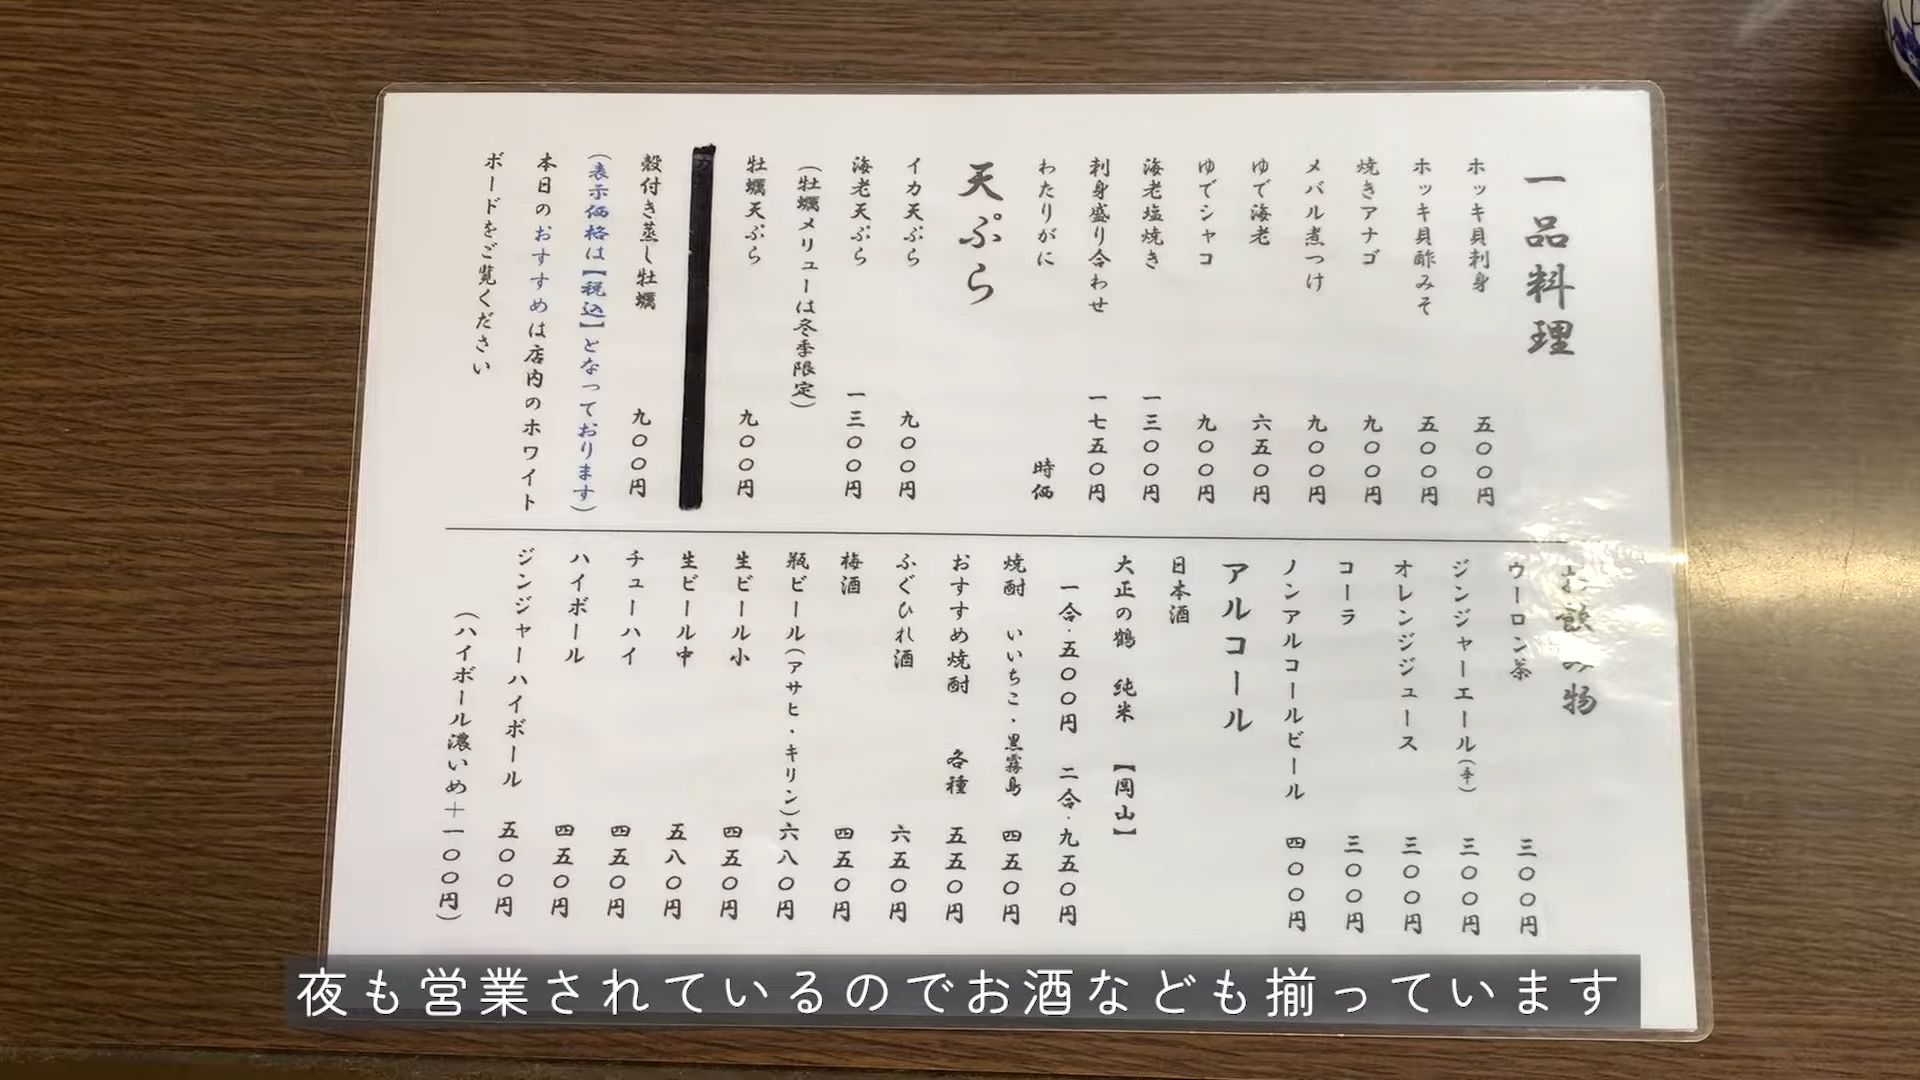 一品料理
ホッキ貝刺身 五〇〇円
ホッキ貝酢みそ 五〇〇円
焼きアナゴ 九〇〇円
メバル煮つけ 九〇〇円
ゆで海老 六五〇円
ゆでシャコ 九〇〇円
海老塩焼き 一三〇〇円
刺身盛り合わせ 一七五〇円
わたりがに 時価
天ぷら
イカ天ぷら 九〇〇円
海老天ぷら 一三〇〇円
(牡蠣メリューは冬季限定)
牡蠣天ぷら 九〇〇円
殻付き蒸し牡蠣 九〇〇円
(表示価格は【税込】となっております)
本日のおすすめは店内のホワイト
ボードをご覧ください
お飲み物
ウーロン茶 三〇〇円
ジンジャーエール(辛) 三〇〇円
オレンジジュース 三〇〇円
コーラ 三〇〇円
ノンアルコールビール 四〇〇円
アルコール
日本酒
大正の鶴 純米 【岡山】
一合・五〇〇円 二合・九五〇円
焼酎 いいちこ・黒霧島 四五〇円
おすすめ焼酎 各種 五五〇円
ふぐひれ酒 六五〇円
梅酒 四五〇円
瓶ビール(アサヒ・キリン) 六八〇円
生ビール小 四五〇円
生ビール中 五八〇円
チューハイ 四五〇円
ハイボール 四五〇円
ジンジャーハイボール 五〇〇円
(ハイボール濃いめ+一〇〇円)
夜も営業されているのでお酒なども揃っています